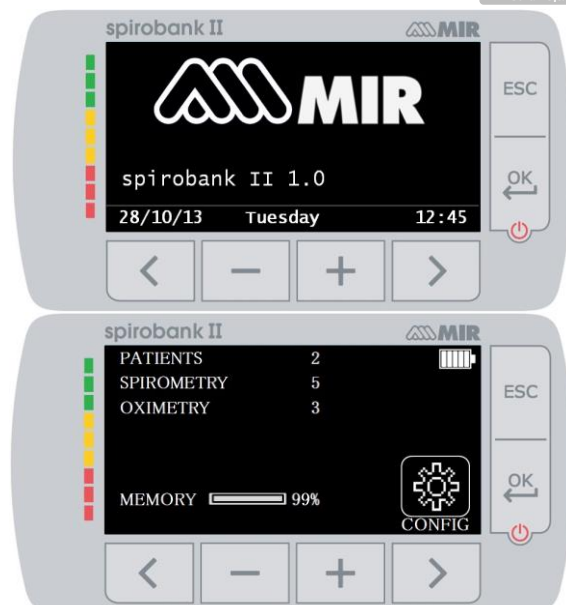 spirobank II MIR
MIR
ESC
spirobank II 1.0
OK
28/10/13 Tuesday 12:45
< − + >
spirobank II MIR
PATIENTS 2
SPIROMETRY 5
ESC
OXIMETRY 3
OK
MEMORY 99%
CONFIG
< − + >